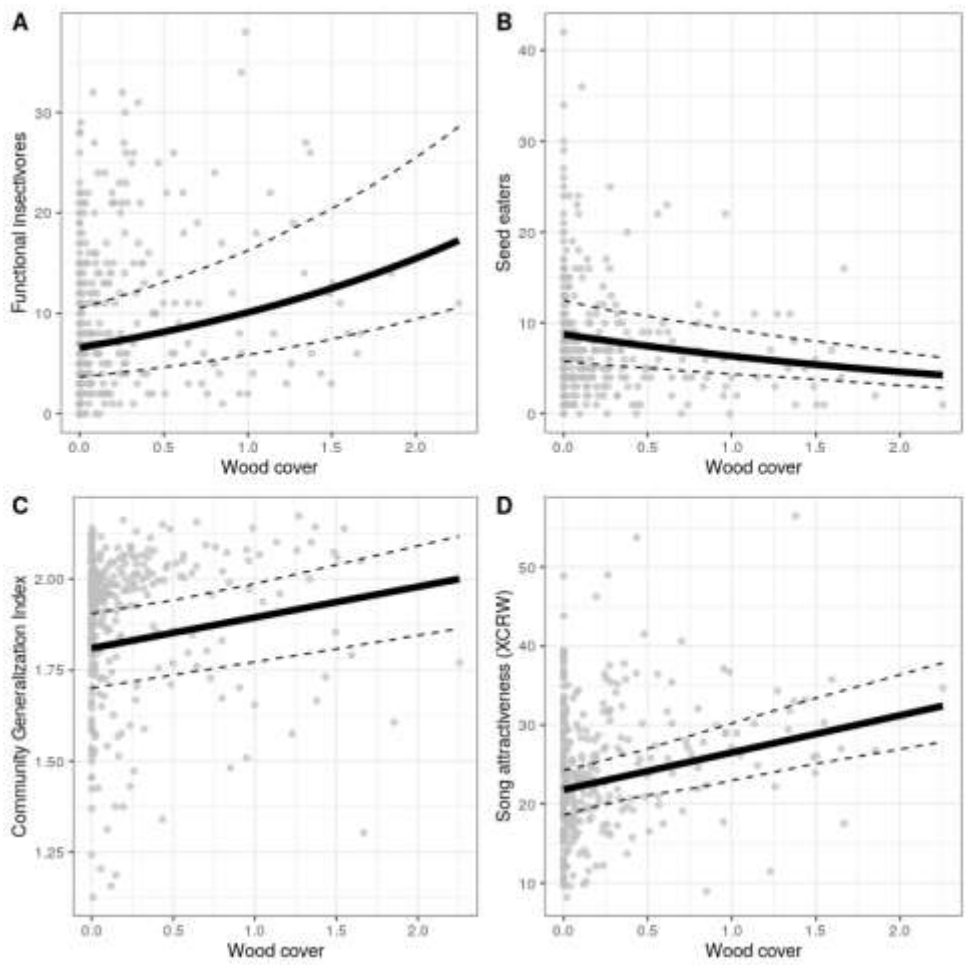 A
Functional Insectivores
30
20
10
0
0.0 0.5 1.0 1.5 2.0
Wood cover
B
Seed eaters
40
30
20
10
0
0.0 0.5 1.0 1.5 2.0
Wood cover
C
Community Generalization Index
2.00
1.75
1.50
1.25
0.0 0.5 1.0 1.5 2.0
Wood cover
D
Song attractiveness (XCRW)
50
40
30
20
10
0.0 0.5 1.0 1.5 2.0
Wood cover